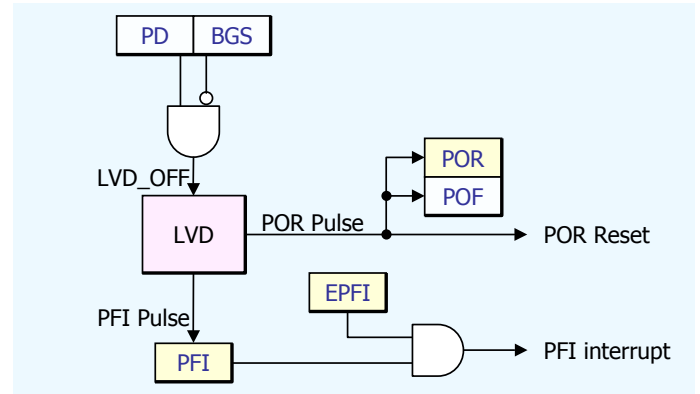 PD BGS
LVD_OFF
POR
POF
LVD
POR Pulse
POR Reset
EPFI
PFI Pulse
PFI
PFI interrupt